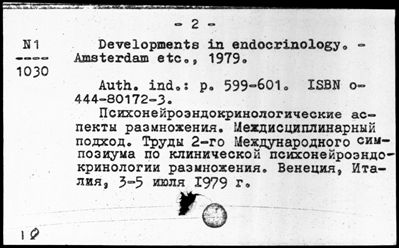 - 2 -
N1 Developments in endocrinology. -
---- Amsterdam etc., 1979.
1030
Auth. ind.: p. 599-601. ISBN 0-
444-80172-3.
Психонейроэндокринологические ас-
пекты размножения. Междисциплинарный
подход. Труды 2-го Международного сим-
позиума по клинической психонейроэндо-
кринологии размножения. Венеция, Ита-
лия, 3-5 июля 1979 г.